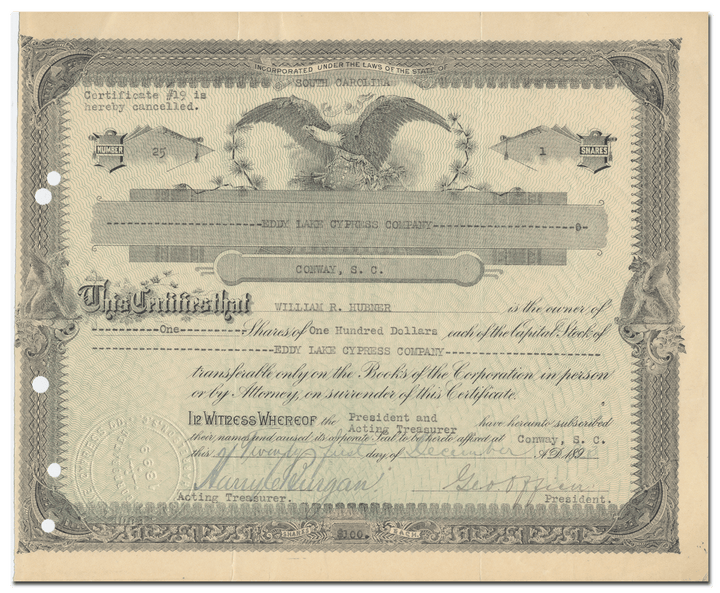 INCORPORATED UNDER THE LAWS OF THE STATE OF
SOUTH CAROLINA
Certificate #19 is
hereby cancelled.
NUMBER
25
1
SHARES
EDDY LAKE CYPRESS COMPANY
CONWAY, S. C.
This Certifies that WILLIAM R. HUBNER is the owner of
One Shares of One Hundred Dollars each of the Capital Stock of
EDDY LAKE CYPRESS COMPANY
transferable only on the Books of the Corporation in person
or by Attorney, on surrender of this Certificate.
In Witness Whereof the President and
Acting Treasurer have hereunto subscribed
their names and caused its corporate Seal to be hereto affixed at Conway, S. C.
this Twenty first day of December A.D. 189
Acting Treasurer.
Geo Officer
President.
SHARES $100. EACH